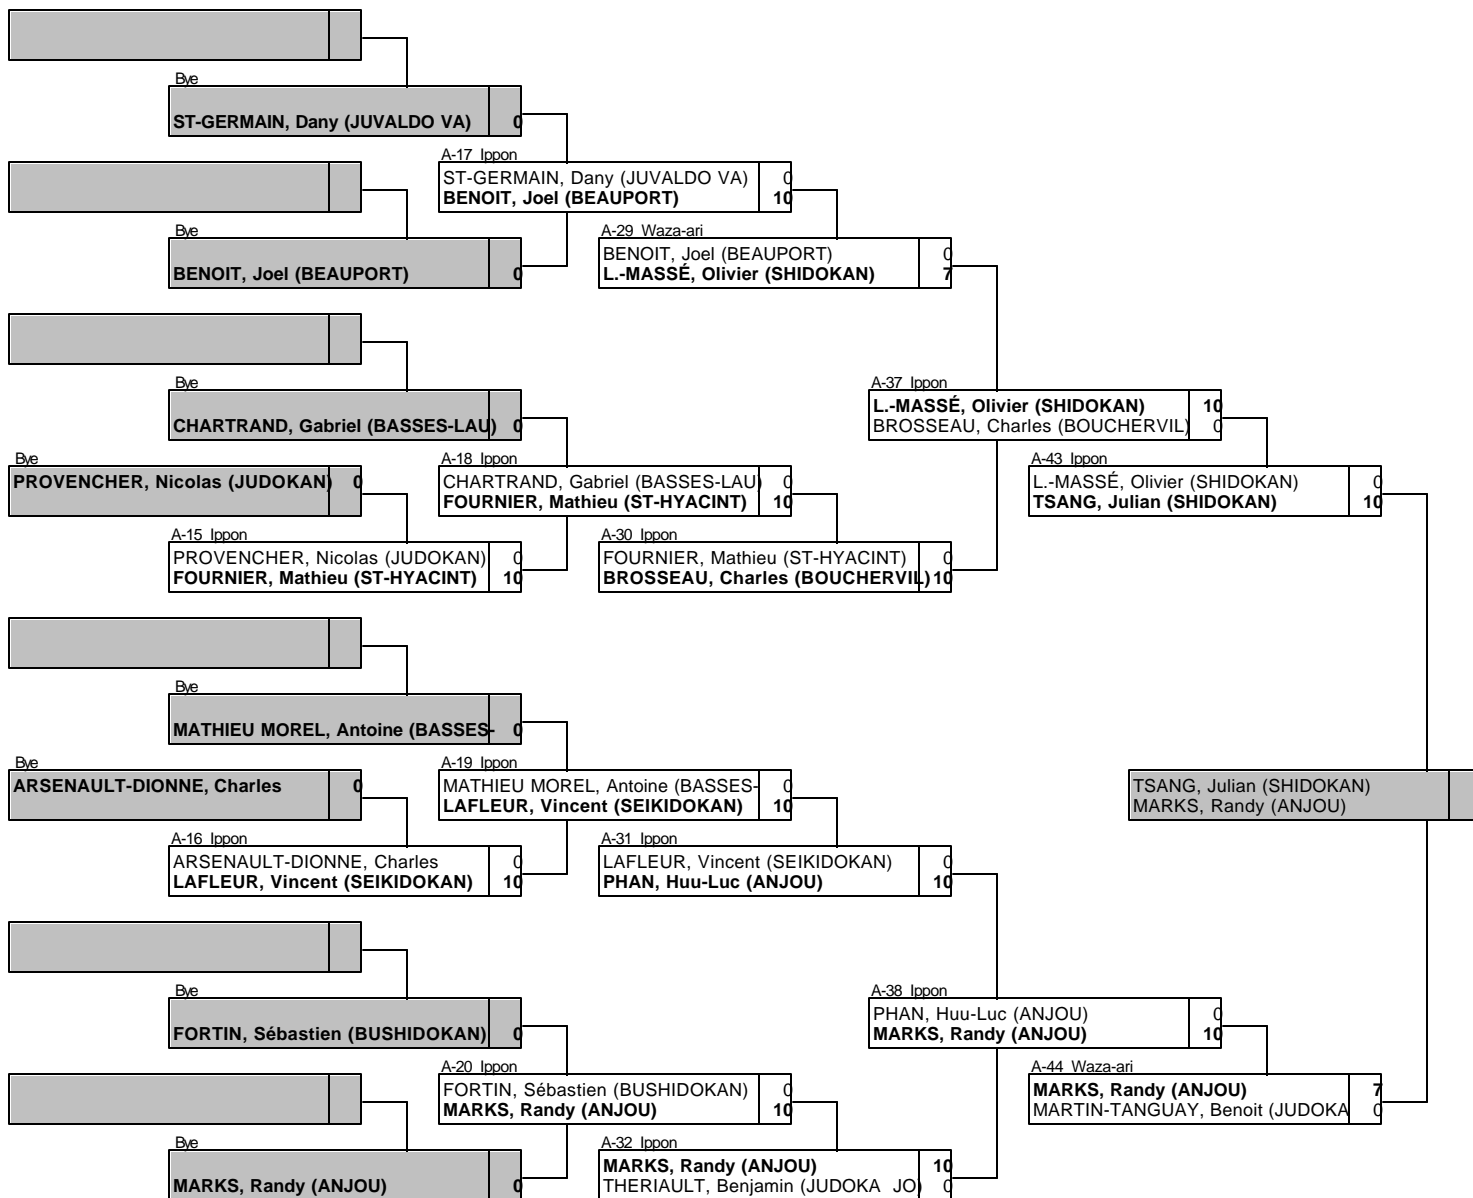 Bye
ST-GERMAIN, Dany (JUVALDO VA) 0
A-17 Ippon
ST-GERMAIN, Dany (JUVALDO VA) 0
BENOIT, Joel (BEAUPORT) 10
Bye
BENOIT, Joel (BEAUPORT) 0
A-29 Waza-ari
BENOIT, Joel (BEAUPORT) 0
L.-MASSÉ, Olivier (SHIDOKAN) 7
Bye
CHARTRAND, Gabriel (BASSES-LAU) 0
A-37 Ippon
L.-MASSÉ, Olivier (SHIDOKAN) 10
BROSSEAU, Charles (BOUCHERVIL) 0
Bye
PROVENCHER, Nicolas (JUDOKAN) 0
A-18 Ippon
CHARTRAND, Gabriel (BASSES-LAU) 0
FOURNIER, Mathieu (ST-HYACINT) 10
A-43 Ippon
L.-MASSÉ, Olivier (SHIDOKAN) 0
TSANG, Julian (SHIDOKAN) 10
A-15 Ippon
PROVENCHER, Nicolas (JUDOKAN) 0
FOURNIER, Mathieu (ST-HYACINT) 10
A-30 Ippon
FOURNIER, Mathieu (ST-HYACINT) 0
BROSSEAU, Charles (BOUCHERVIL) 10
Bye
MATHIEU MOREL, Antoine (BASSES- 0
Bye
ARSENAULT-DIONNE, Charles 0
A-19 Ippon
MATHIEU MOREL, Antoine (BASSES- 0
LAFLEUR, Vincent (SEIKIDOKAN) 10
TSANG, Julian (SHIDOKAN)
MARKS, Randy (ANJOU)
A-16 Ippon
ARSENAULT-DIONNE, Charles 0
LAFLEUR, Vincent (SEIKIDOKAN) 10
A-31 Ippon
LAFLEUR, Vincent (SEIKIDOKAN) 0
PHAN, Huu-Luc (ANJOU) 10
Bye
FORTIN, Sébastien (BUSHIDOKAN) 0
A-38 Ippon
PHAN, Huu-Luc (ANJOU) 0
MARKS, Randy (ANJOU) 10
A-20 Ippon
FORTIN, Sébastien (BUSHIDOKAN) 0
MARKS, Randy (ANJOU) 10
A-44 Waza-ari
MARKS, Randy (ANJOU) 7
MARTIN-TANGUAY, Benoit (JUDOKA 0
Bye
MARKS, Randy (ANJOU) 0
A-32 Ippon
MARKS, Randy (ANJOU) 10
THERIAULT, Benjamin (JUDOKA JO) 0